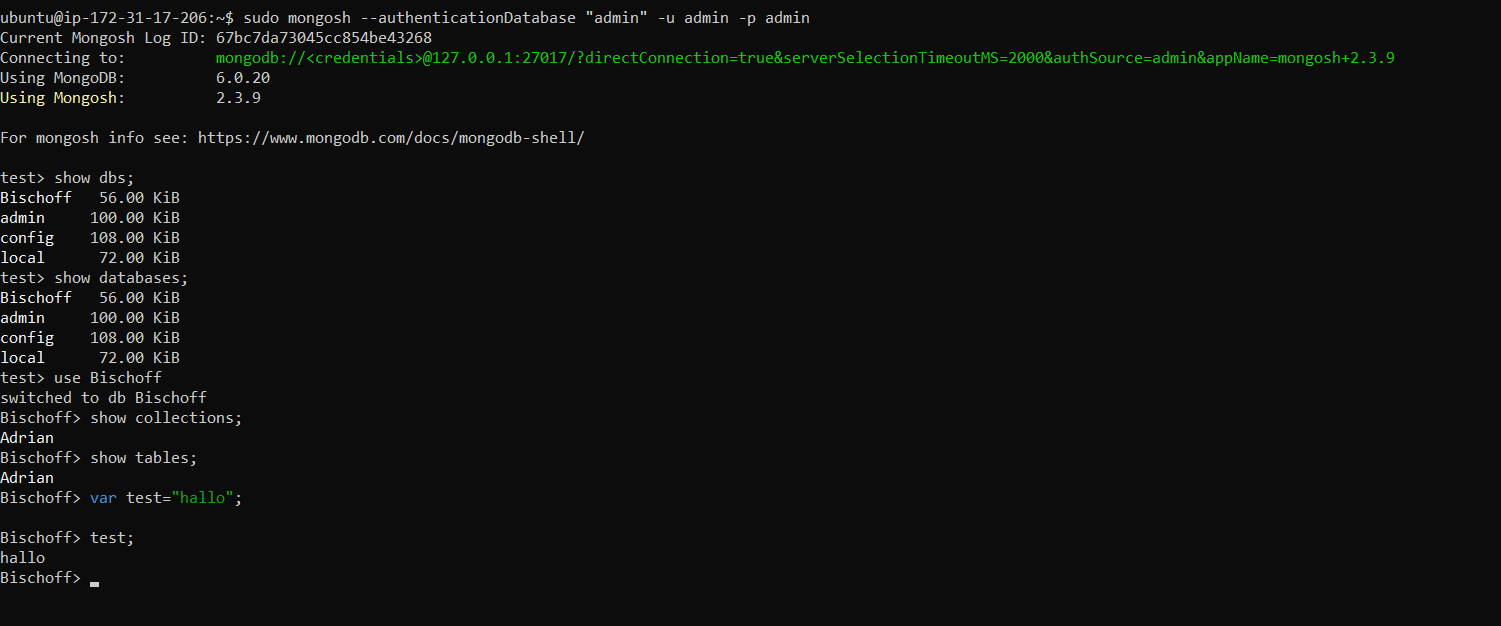 ubuntu@ip-172-31-17-206:~$ sudo mongosh --authenticationDatabase "admin" -u admin -p admin
Current Mongosh Log ID: 67bc7da73045cc854be43268
Connecting to:          mongodb://<credentials>@127.0.0.1:27017/?directConnection=true&serverSelectionTimeoutMS=2000&authSource=admin&appName=mongosh+2.3.9
Using MongoDB:          6.0.20
Using Mongosh:          2.3.9
For mongosh info see: https://www.mongodb.com/docs/mongodb-shell/
test> show dbs;
Bischoff   56.00 KiB
admin     100.00 KiB
config    108.00 KiB
local      72.00 KiB
test> show databases;
Bischoff   56.00 KiB
admin     100.00 KiB
config    108.00 KiB
local      72.00 KiB
test> use Bischoff
switched to db Bischoff
Bischoff> show collections;
Adrian
Bischoff> show tables;
Adrian
Bischoff> var test="hallo";
Bischoff> test;
hallo
Bischoff>